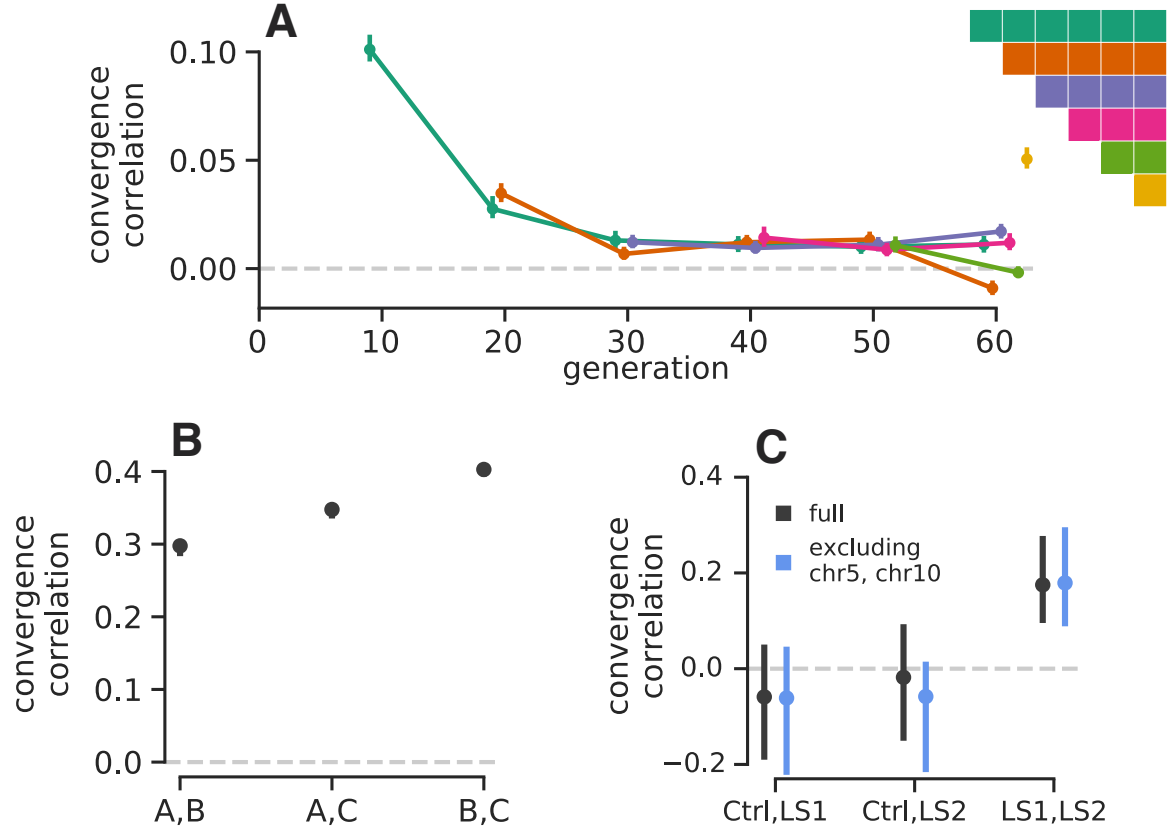 A
convergence
correlation
0.10
0.05
0.00
0 10 20 30 40 50 60
generation
B
convergence
correlation
0.4
0.3
0.2
0.1
0.0
A,B A,C B,C
C
convergence
correlation
0.4
0.2
0.0
−0.2
full
excluding
chr5, chr10
Ctrl,LS1 Ctrl,LS2 LS1,LS2